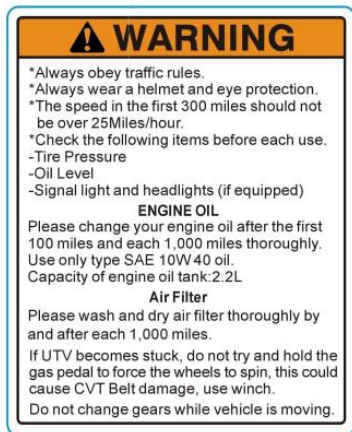 WARNING
*Always obey traffic rules.
*Always wear a helmet and eye protection.
*The speed in the first 300 miles should not
be over 25Miles/hour.
*Check the following items before each use.
-Tire Pressure
-Oil Level
-Signal light and headlights (if equipped)
ENGINE OIL
Please change your engine oil after the first
100 miles and each 1,000 miles thoroughly.
Use only type SAE 10W 40 oil.
Capacity of engine oil tank:2.2L
Air Filter
Please wash and dry air filter thoroughly by
and after each 1,000 miles.
If UTV becomes stuck, do not try and hold the
gas pedal to force the wheels to spin, this could
cause CVT Belt damage, use winch.
Do not change gears while vehicle is moving.